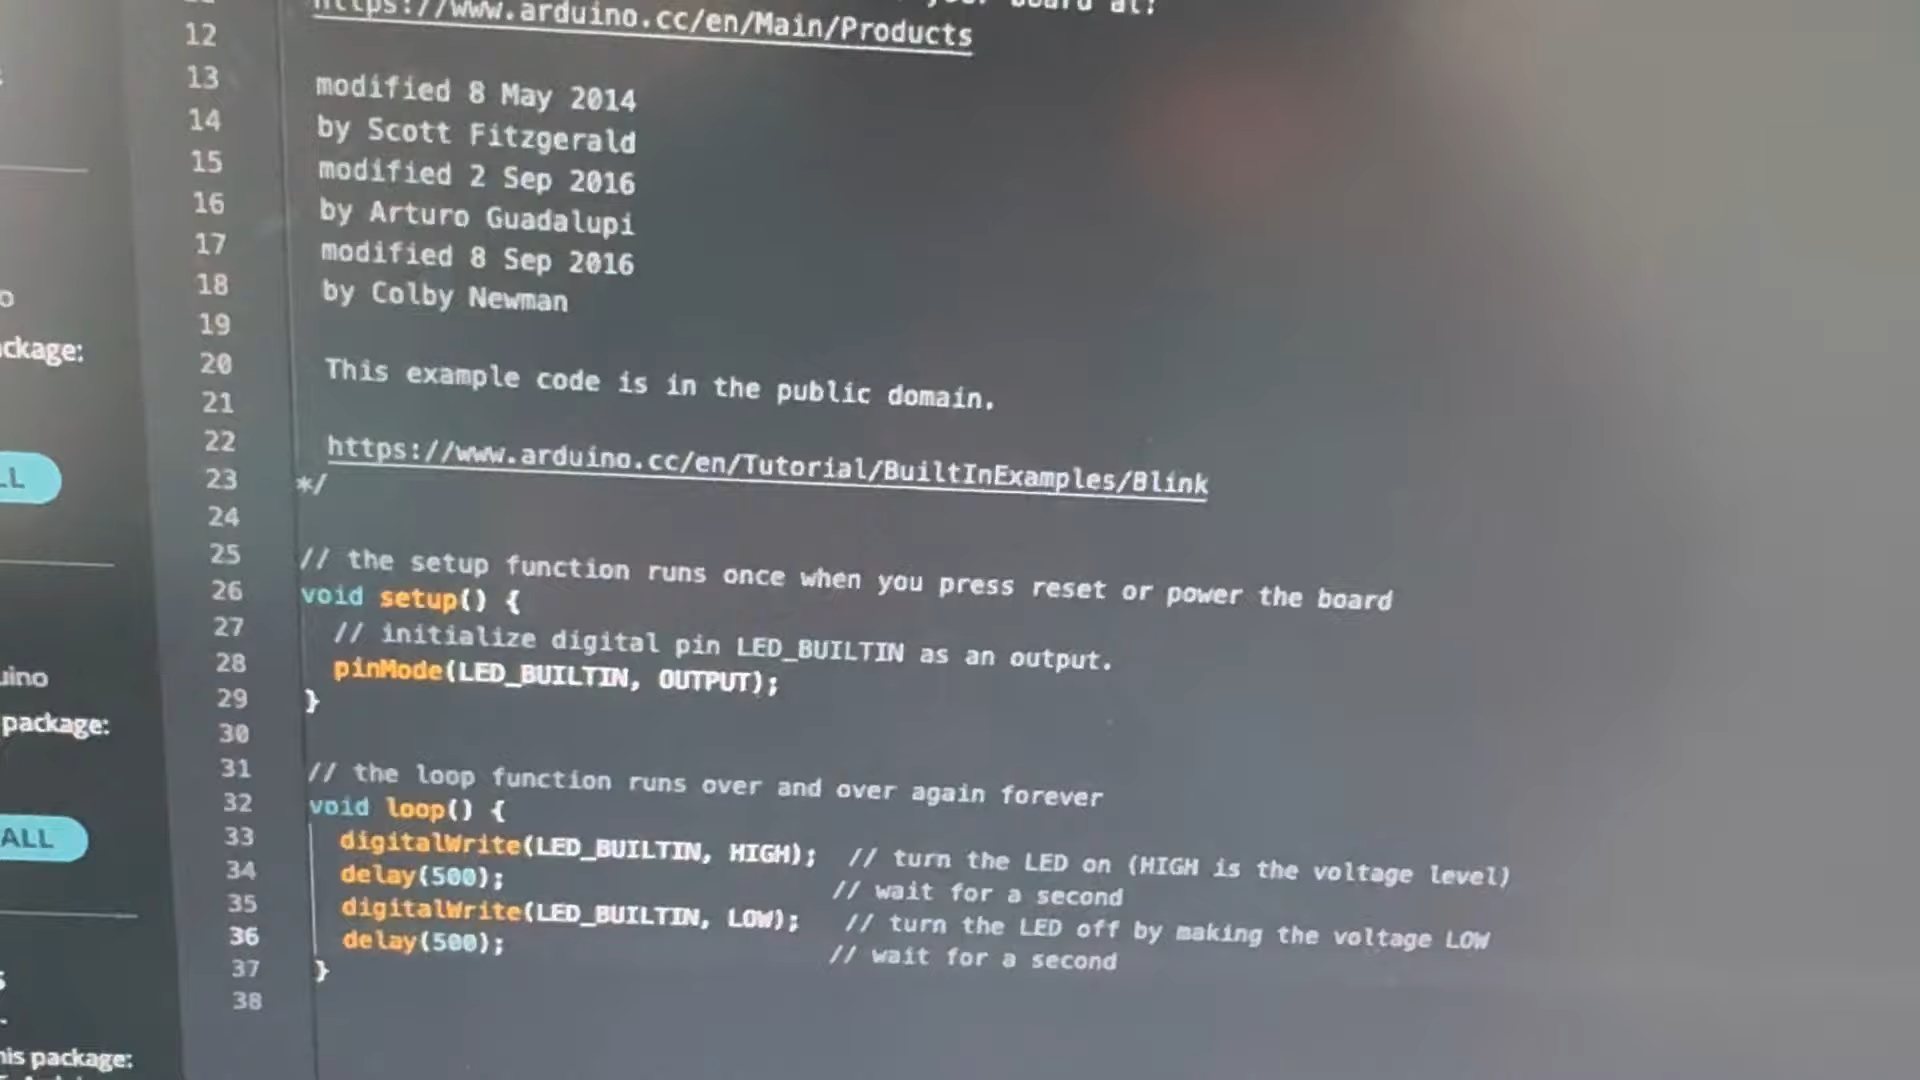 your board at:
12 https://www.arduino.cc/en/Main/Products
13
14 modified 8 May 2014
15 by Scott Fitzgerald
16 modified 2 Sep 2016
17 by Arturo Guadalupi
18 modified 8 Sep 2016
19 by Colby Newman
20
21 This example code is in the public domain.
22
23 https://www.arduino.cc/en/Tutorial/BuiltInExamples/Blink
*/
24
25 // the setup function runs once when you press reset or power the board
26 void setup() {
27 // initialize digital pin LED_BUILTIN as an output.
28 pinMode(LED_BUILTIN, OUTPUT);
29 }
30
31 // the loop function runs over and over again forever
32 void loop() {
33 digitalWrite(LED_BUILTIN, HIGH); // turn the LED on (HIGH is the voltage level)
34 delay(500); // wait for a second
35 digitalWrite(LED_BUILTIN, LOW); // turn the LED off by making the voltage LOW
36 delay(500); // wait for a second
37 }
38
ackage:
LL
uino
package:
ALL
his package: